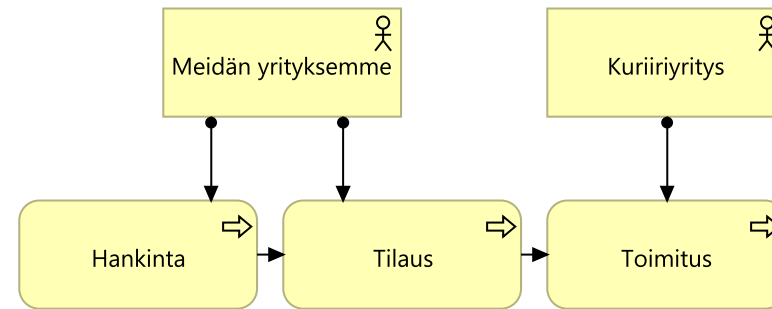 Meidän yrityksemme
Kuriiriyritys
Hankinta
Tilaus
Toimitus